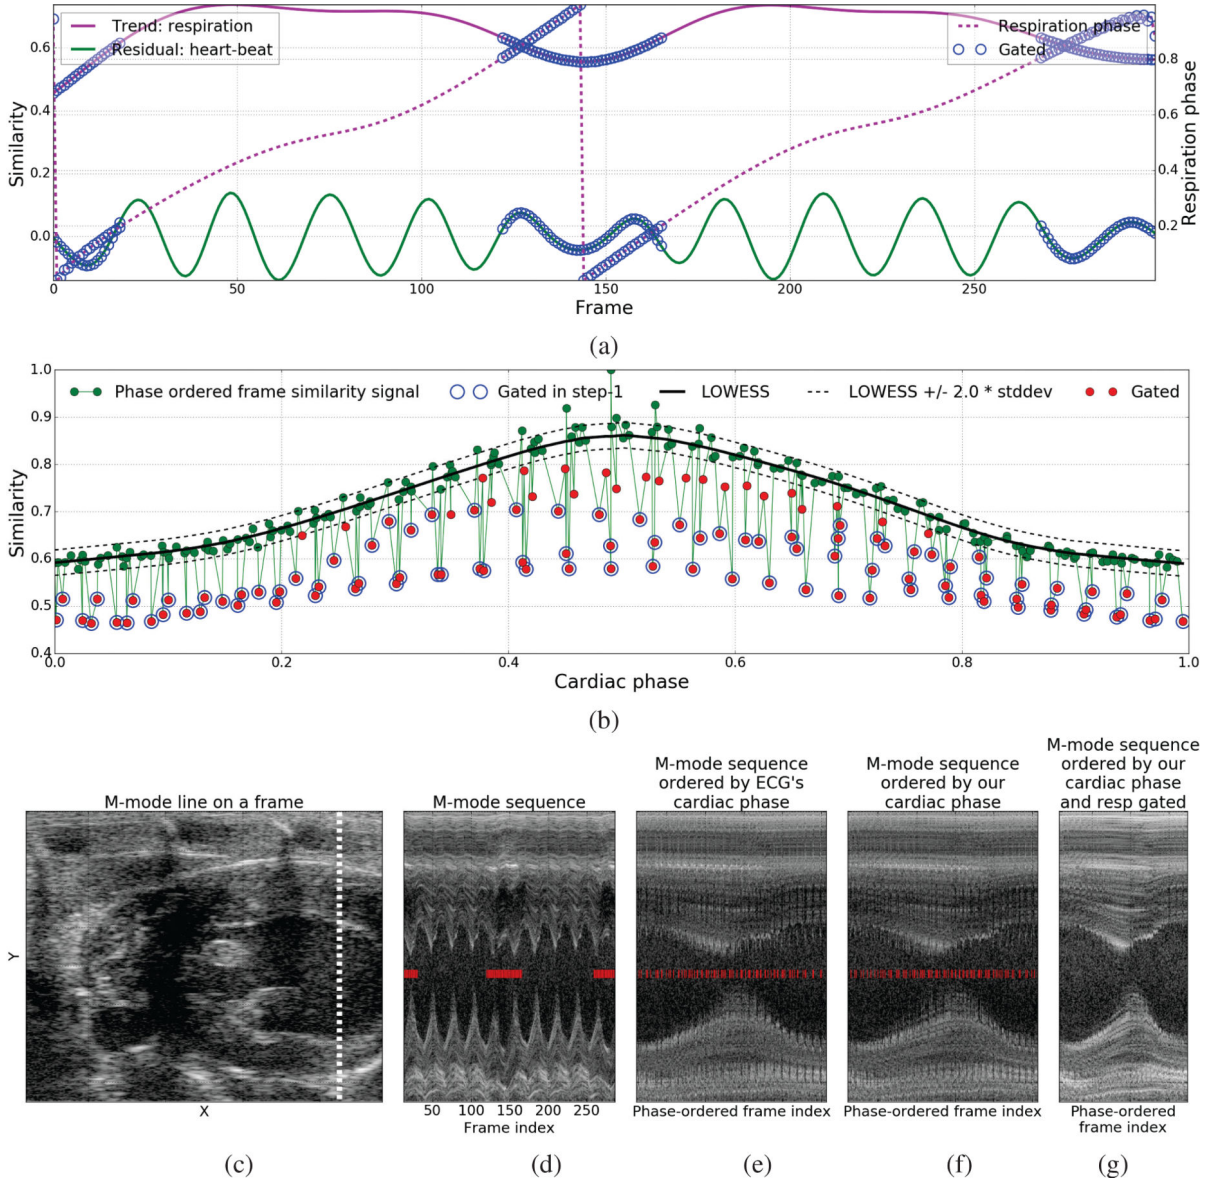 Trend: respiration
Residual: heart-beat
Respiration phase
Gated
0.6
0.4
0.2
0.0
Similarity
0.8
0.6
0.4
0.2
Respiration phase
0
50
100
150
200
250
Frame
(a)
1.0
0.9
0.8
0.7
0.6
0.5
0.4
Similarity
Phase ordered frame similarity signal
Gated in step-1
LOWESS
LOWESS +/- 2.0 * stddev
Gated
0.0
0.2
0.4
0.6
0.8
1.0
Cardiac phase
(b)
M-mode line on a frame
Y
X
(c)
M-mode sequence
50 100 150 200 250
Frame index
(d)
M-mode sequence
ordered by ECG's
cardiac phase
Phase-ordered frame index
(e)
M-mode sequence
ordered by our
cardiac phase
Phase-ordered frame index
(f)
M-mode sequence
ordered by our
cardiac phase
and resp gated
Phase-ordered
frame index
(g)